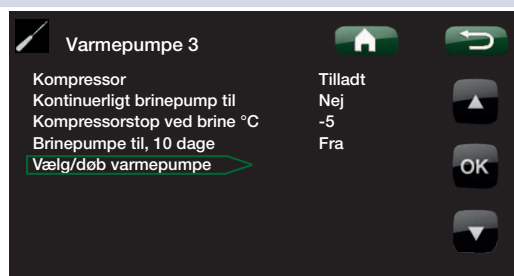 Varmepumpe 3
Kompressor Tilladt
Kontinuerligt brinepump til Nej
Kompressorstop ved brine °C -5
Brinepumpe til, 10 dage Fra
Vælg/døb varmepumpe
OK